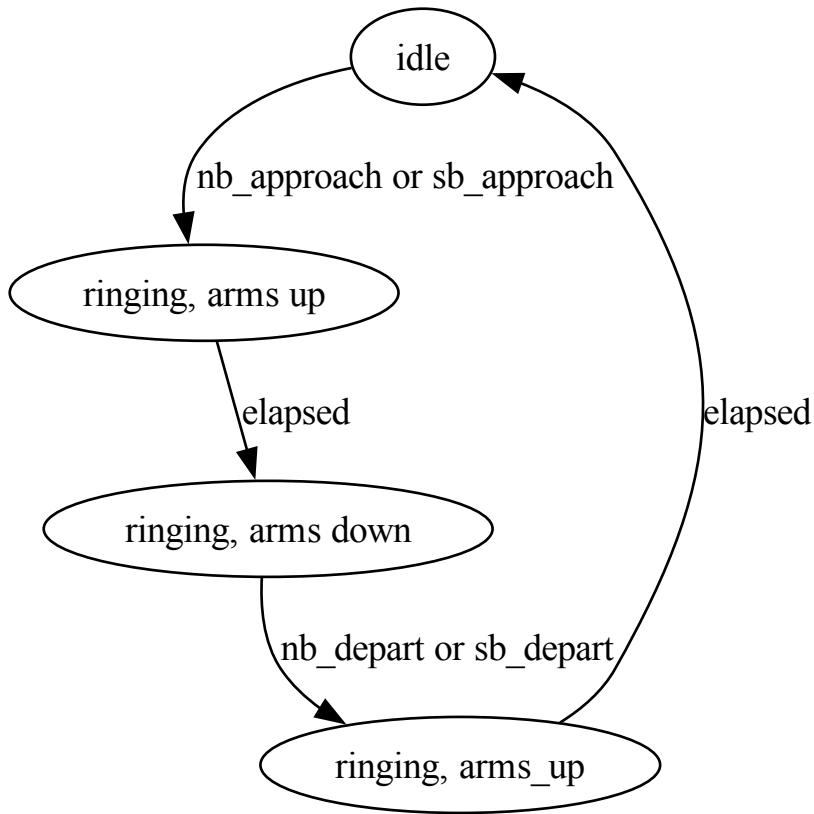 idle
nb_approach or sb_approach
ringing, arms up
elapsed
elapsed
ringing, arms down
nb_depart or sb_depart
ringing, arms_up